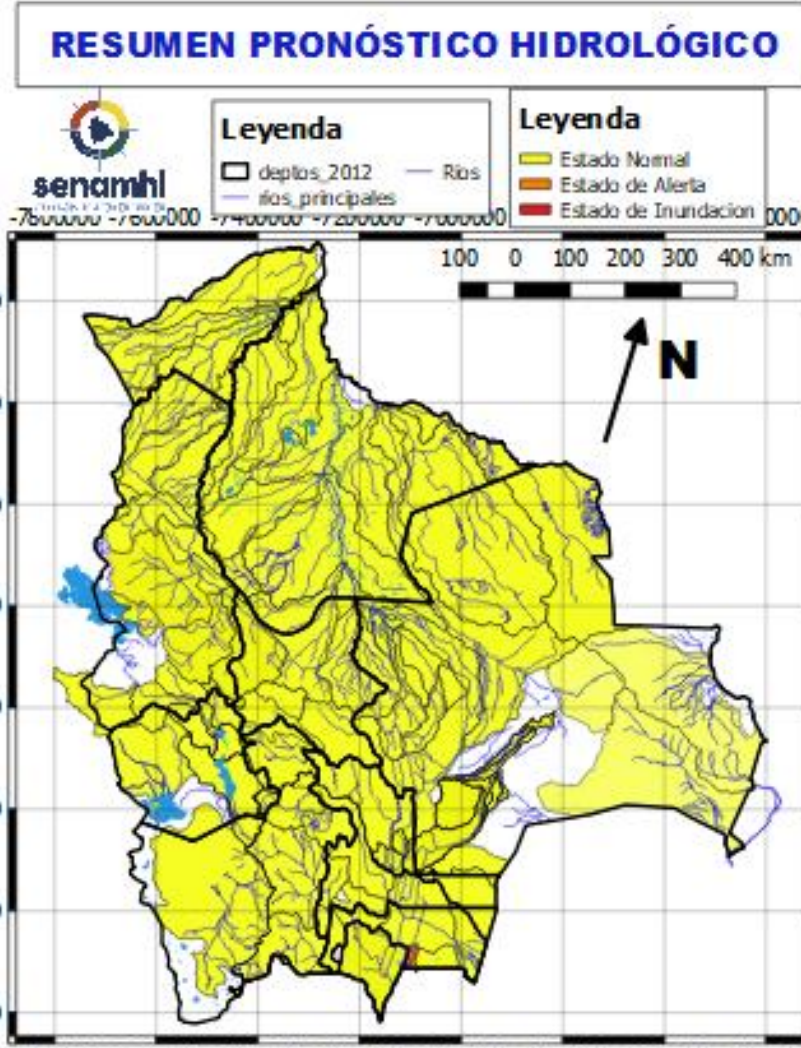 RESUMEN PRONÓSTICO HIDROLÓGICO
senamhi
Leyenda
deptos_2012
Rios
rios_principales
Leyenda
Estado Normal
Estado de Alerta
Estado de Inundacion
-7800000 -7600000 -7400000 -7200000 -7000000
100 0 100 200 300 400 km
N